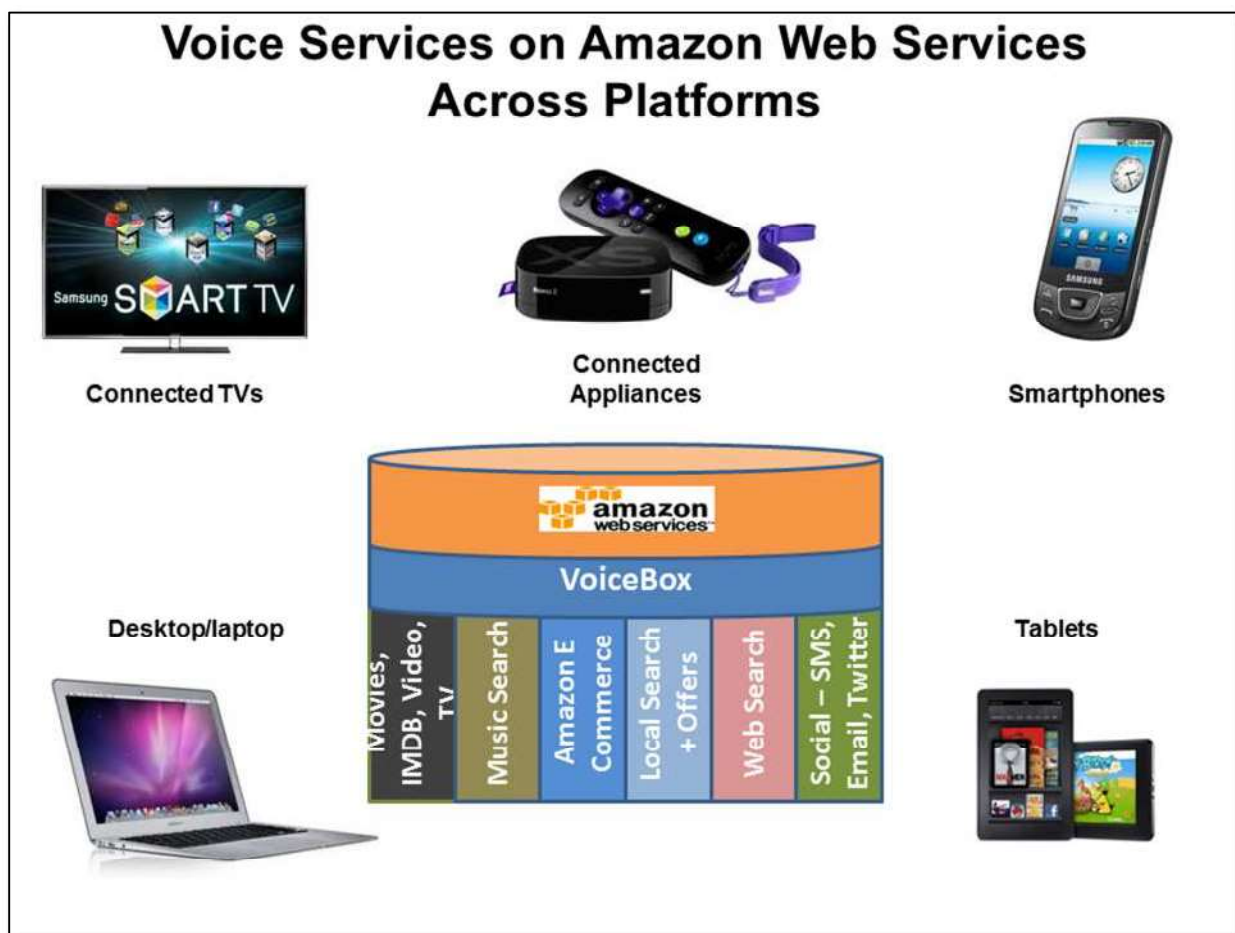 Voice Services on Amazon Web Services
Across Platforms
Samsung SMART TV
Connected TVs
Connected
Appliances
SAMSUNG
Smartphones
amazon
webservices™
VoiceBox
Desktop/laptop
Tablets
Movies,
IMDB, Video,
TV
Music Search
Amazon E
Commerce
Local Search
+ Offers
Web Search
Social – SMS,
Email, Twitter